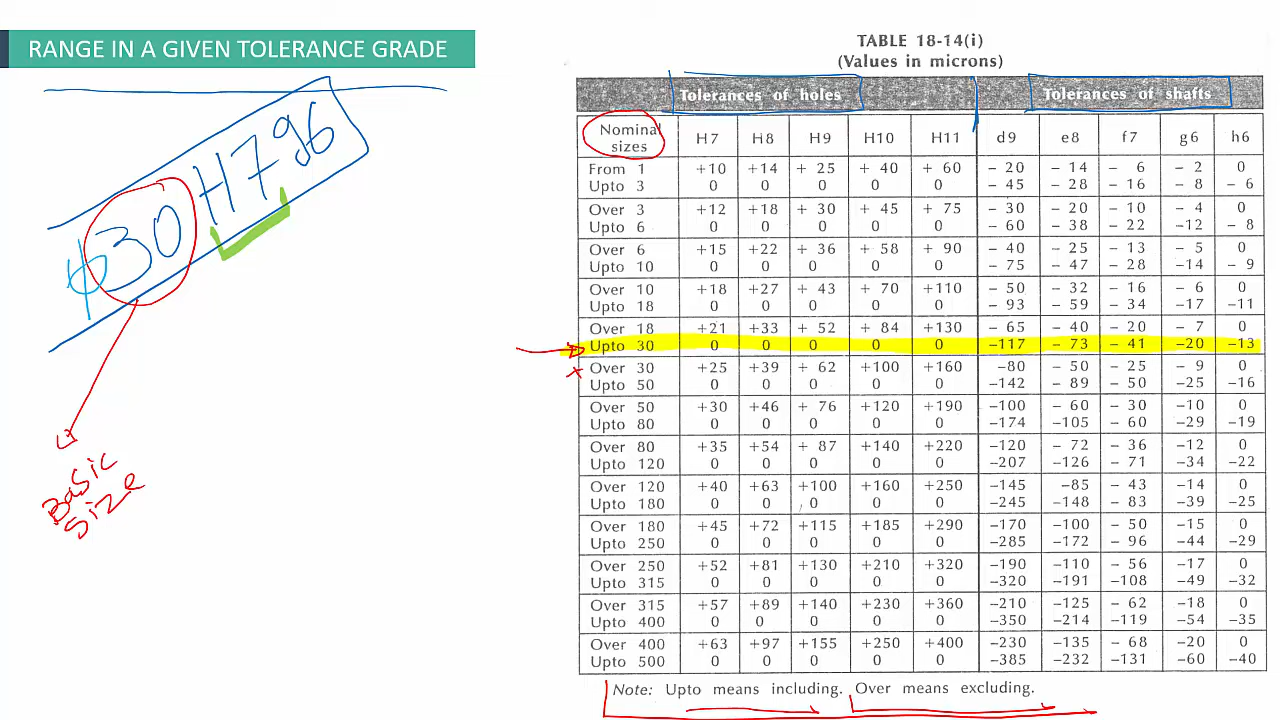 RANGE IN A GIVEN TOLERANCE GRADE
ϕ30 H7g6
Basic
Size
TABLE 18-14(i)
(Values in microns)
Tolerances of holes Tolerances of shafts
Nominal sizes H7 H8 H9 H10 H11 d9 e8 f7 g6 h6
From 1 +10 +14 + 25 + 40 + 60 – 20 – 14 – 6 – 2 0
Upto 3 0 0 0 0 0 – 45 – 28 – 16 – 8 – 6
Over 3 +12 +18 + 30 + 45 + 75 – 30 – 20 – 10 – 4 0
Upto 6 0 0 0 0 0 – 60 – 38 – 22 –12 – 8
Over 6 +15 +22 + 36 + 58 + 90 – 40 – 25 – 13 – 5 0
Upto 10 0 0 0 0 0 – 75 – 47 – 28 –14 – 9
Over 10 +18 +27 + 43 + 70 +110 – 50 – 32 – 16 – 6 0
Upto 18 0 0 0 0 0 – 93 – 59 – 34 –17 –11
Over 18 +21 +33 + 52 + 84 +130 – 65 – 40 – 20 – 7 0
Upto 30 0 0 0 0 0 –117 – 73 – 41 –20 –13
Over 30 +25 +39 + 62 +100 +160 –80 – 50 – 25 – 9 0
Upto 50 0 0 0 0 0 –142 – 89 – 50 –25 –16
Over 50 +30 +46 + 76 +120 +190 –100 – 60 – 30 –10 0
Upto 80 0 0 0 0 0 –174 –105 – 60 –29 –19
Over 80 +35 +54 + 87 +140 +220 –120 – 72 – 36 –12 0
Upto 120 0 0 0 0 0 –207 –126 – 71 –34 –22
Over 120 +40 +63 +100 +160 +250 –145 –85 – 43 –14 0
Upto 180 0 0 0 0 0 –245 –148 – 83 –39 –25
Over 180 +45 +72 +115 +185 +290 –170 –100 – 50 –15 0
Upto 250 0 0 0 0 0 –285 –172 – 96 –44 –29
Over 250 +52 +81 +130 +210 +320 –190 –110 – 56 –17 0
Upto 315 0 0 0 0 0 –320 –191 –108 –49 –32
Over 315 +57 +89 +140 +230 +360 –210 –125 – 62 –18 0
Upto 400 0 0 0 0 0 –350 –214 –119 –54 –35
Over 400 +63 +97 +155 +250 +400 –230 –135 – 68 –20 0
Upto 500 0 0 0 0 0 –385 –232 –131 –60 –40
Note: Upto means including. Over means excluding.